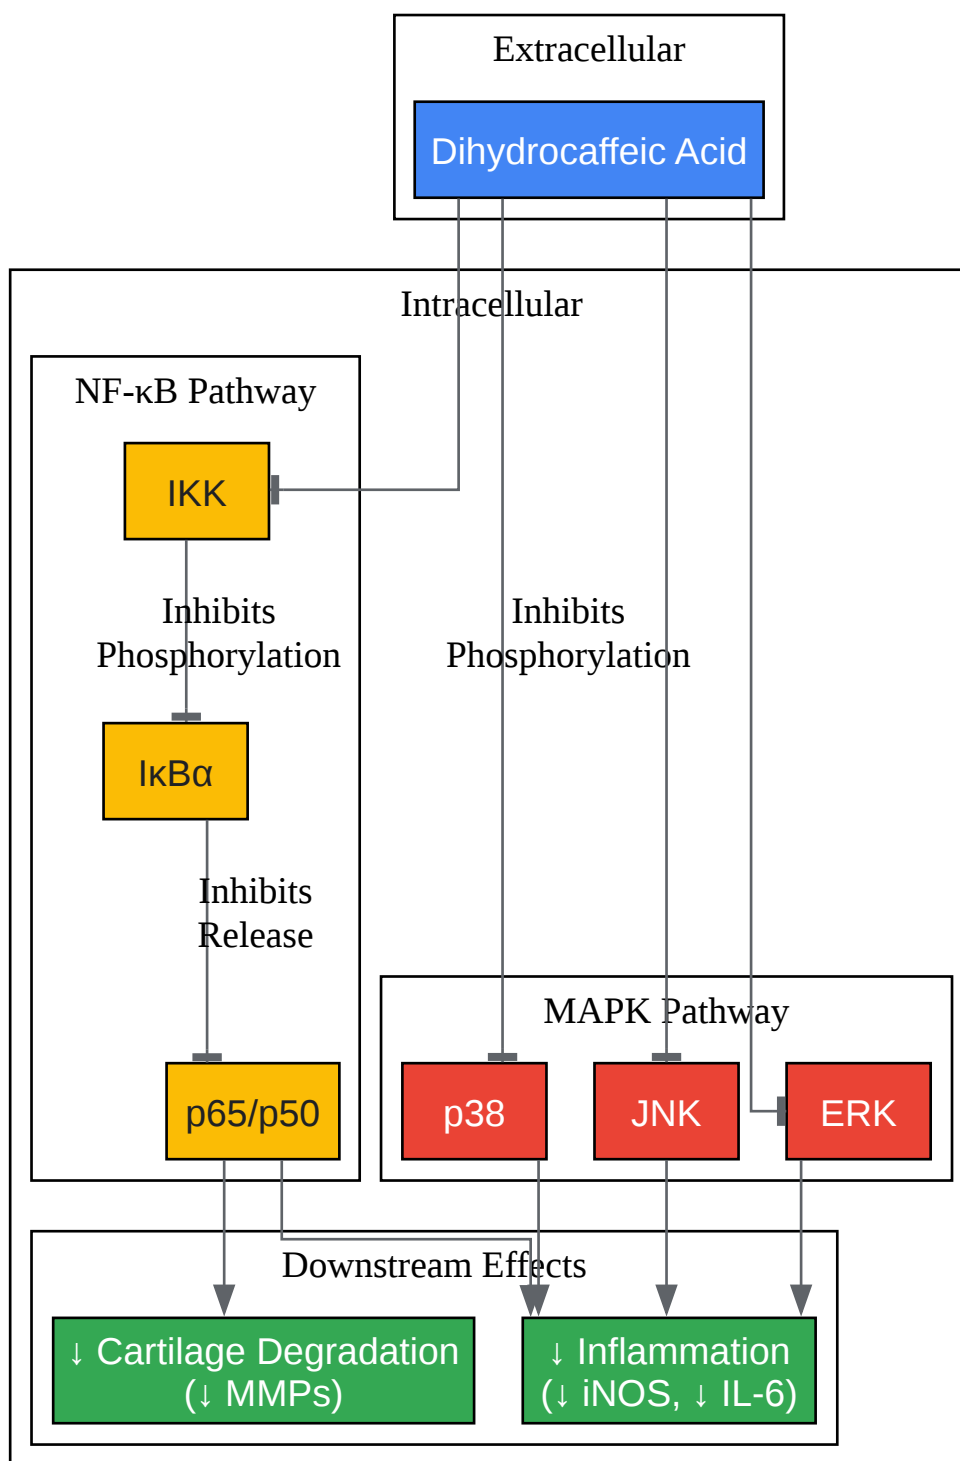 Extracellular
Dihydrocaffeic Acid
Intracellular
NF-κB Pathway
IKK
Inhibits
Phosphorylation
Inhibits
Phosphorylation
IκBα
Inhibits
Release
MAPK Pathway
p65/p50
p38
JNK
ERK
Downstream Effects
↓ Cartilage Degradation
(↓ MMPs)
↓ Inflammation
(↓ iNOS, ↓ IL-6)